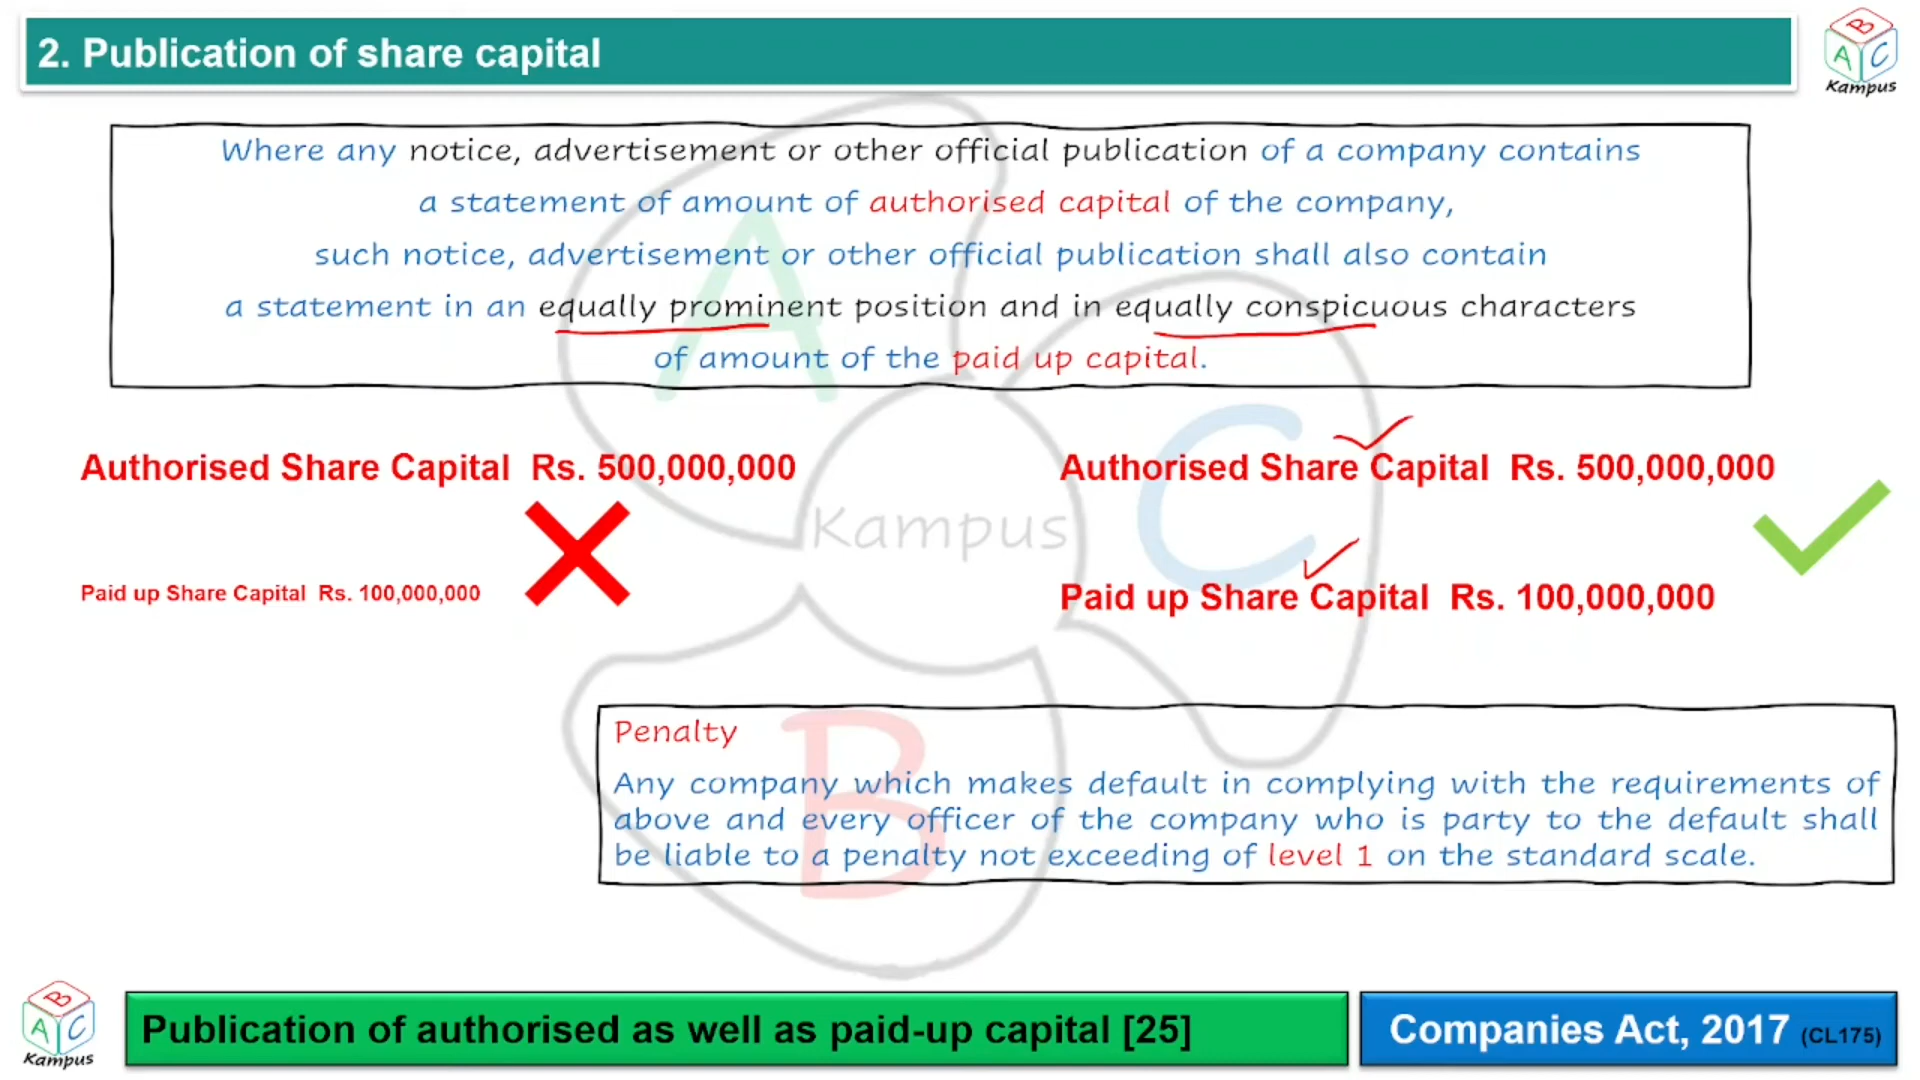 2. Publication of share capital
B
A C
Kampus
Where any notice, advertisement or other official publication of a company contains
a statement of amount of authorised capital of the company,
such notice, advertisement or other official publication shall also contain
a statement in an equally prominent position and in equally conspicuous characters
of amount of the paid up capital.
Authorised Share Capital Rs. 500,000,000
Paid up Share Capital Rs. 100,000,000
Authorised Share Capital Rs. 500,000,000
Paid up Share Capital Rs. 100,000,000
A
Kampus
C
B
Penalty
Any company which makes default in complying with the requirements of
above and every officer of the company who is party to the default shall
be liable to a penalty not exceeding of level 1 on the standard scale.
B
A C
Kampus
Publication of authorised as well as paid-up capital [25]
Companies Act, 2017 (CL175)